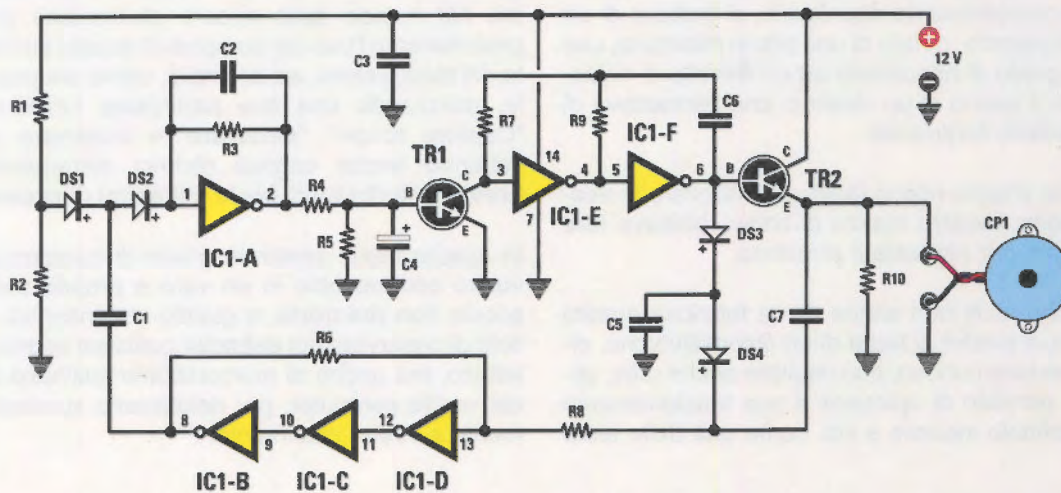 C2
C3
12 V
R1
R3
R7
R9
IC1-F
C6
TR1
DS1
DS2
1
2
R4
C
B
E
3
14
4
5
6
C
B
E
TR2
7
IC1-E
IC1-A
R5
C4
DS3
CP1
R2
C1
R6
C5
R10
C7
DS4
8
9
10
11
12
13
R8
IC1-B
IC1-C
IC1-D